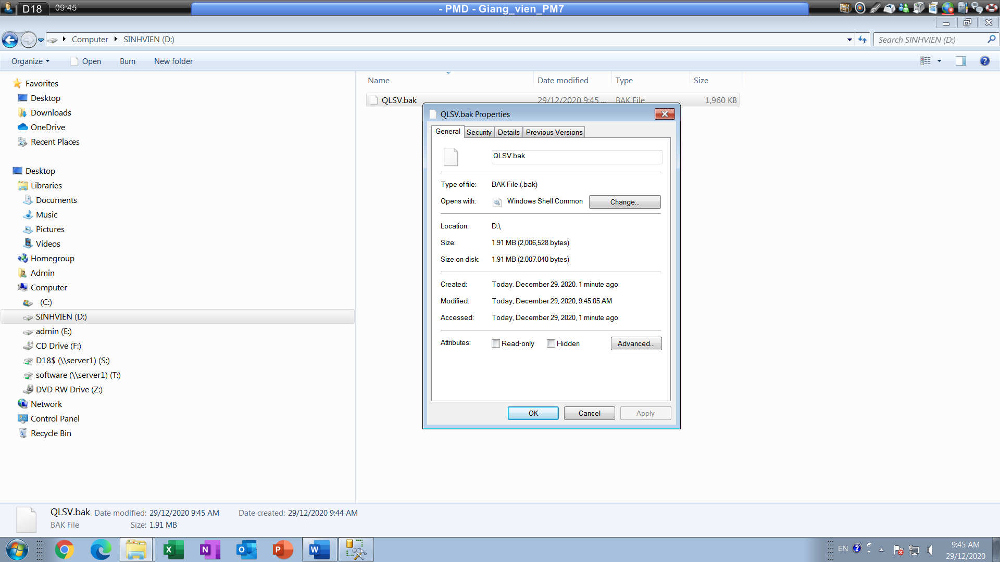 D18 09:45 - PMD - Giang_vien_PM7
Computer SINHVIEN (D:) Search SINHVIEN (D:)
Organize Open Burn New folder
Favorites
Desktop
Downloads
OneDrive
Recent Places
Desktop
Libraries
Documents
Music
Pictures
Videos
Homegroup
Admin
Computer
(C:)
SINHVIEN (D:)
admin (E:)
CD Drive (F:)
D18$ (\\server1) (S:)
software (\\server1) (T:)
DVD RW Drive (Z:)
Network
Control Panel
Recycle Bin
Name Date modified Type Size
QLSV.bak 29/12/2020 9:45 ... BAK File 1,960 KB
QLSV.bak Properties
General Security Details Previous Versions
QLSV.bak
Type of file: BAK File (.bak)
Opens with: Windows Shell Common Change...
Location: D:\
Size: 1.91 MB (2,006,528 bytes)
Size on disk: 1.91 MB (2,007,040 bytes)
Created: Today, December 29, 2020, 1 minute ago
Modified: Today, December 29, 2020, 9:45:05 AM
Accessed: Today, December 29, 2020, 1 minute ago
Attributes: Read-only Hidden Advanced...
OK Cancel Apply
QLSV.bak Date modified: 29/12/2020 9:45 AM Date created: 29/12/2020 9:44 AM
BAK File Size: 1.91 MB
EN 9:45 AM
29/12/2020